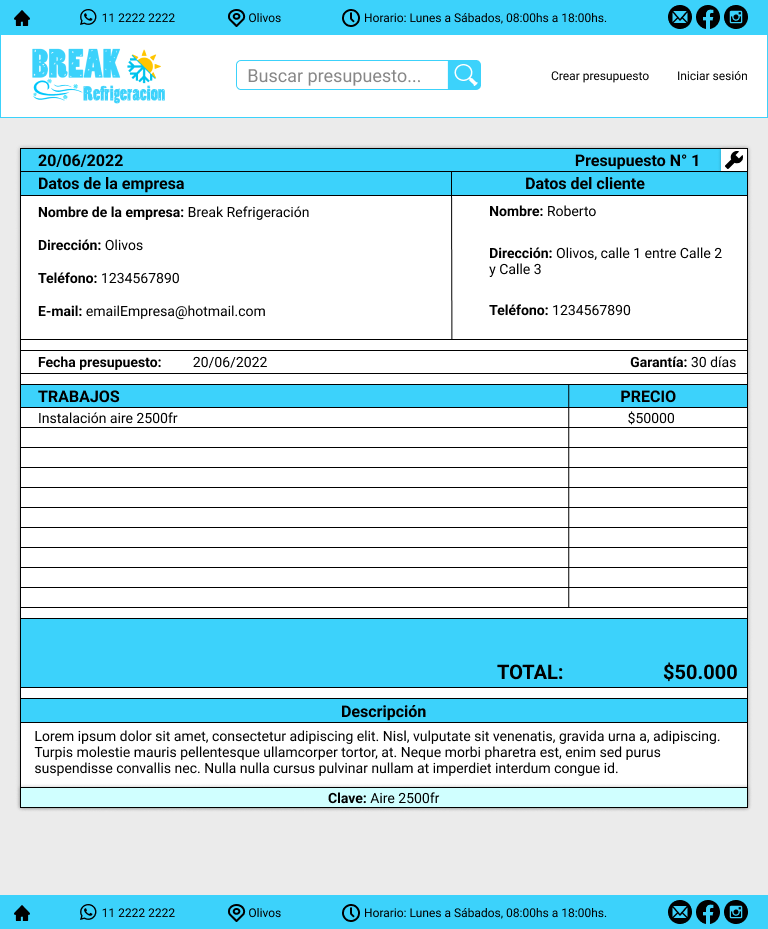 11 2222 2222 Olivos Horario: Lunes a Sábados, 08:00hs a 18:00hs.
BREAK
Refrigeracion
Buscar presupuesto...
Crear presupuesto Iniciar sesión
20/06/2022 Presupuesto N° 1
Datos de la empresa Datos del cliente
Nombre de la empresa: Break Refrigeración
Dirección: Olivos
Teléfono: 1234567890
E-mail: emailEmpresa@hotmail.com
Nombre: Roberto
Dirección: Olivos, calle 1 entre Calle 2
y Calle 3
Teléfono: 1234567890
Fecha presupuesto: 20/06/2022 Garantía: 30 días
TRABAJOS PRECIO
Instalación aire 2500fr $50000
TOTAL: $50.000
Descripción
Lorem ipsum dolor sit amet, consectetur adipiscing elit. Nisl, vulputate sit venenatis, gravida urna a, adipiscing.
Turpis molestie mauris pellentesque ullamcorper tortor, at. Neque morbi pharetra est, enim sed purus
suspendisse convallis nec. Nulla nulla cursus pulvinar nullam at imperdiet interdum congue id.
Clave: Aire 2500fr
11 2222 2222 Olivos Horario: Lunes a Sábados, 08:00hs a 18:00hs.